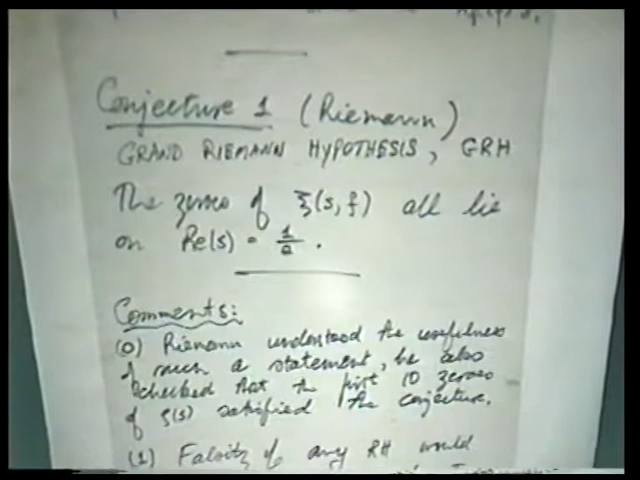 Conjecture 1 (Riemann)
GRAND RIEMANN HYPOTHESIS, GRH
The zeros of ξ(s, f) all lie
on Re(s) = 1/2.
Comments:
(0) Riemann understood the usefulness
of such a statement, he also
checked that the first 10 zeros
of ζ(s) satisfied the conjecture.
(1) Falsity of any RH would